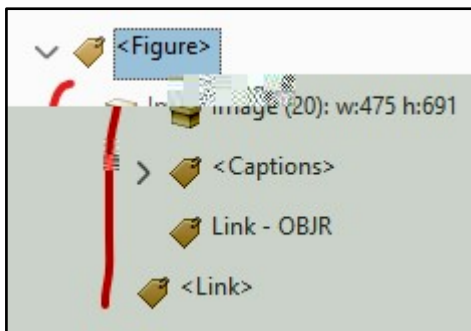 <Figure>
Image (20): w:475 h:691
<Captions>
Link - OBJR
<Link>